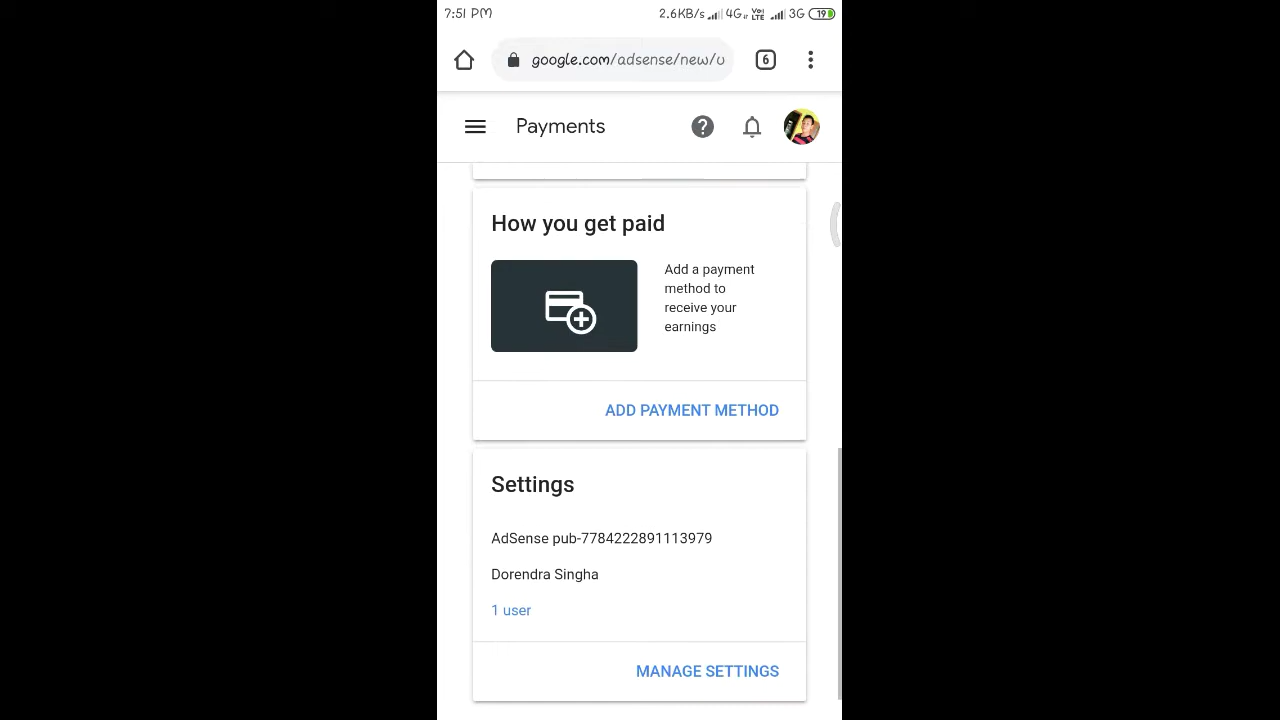 7:51 PM 2.6KB/s 4G VoLTE 3G 19
google.com/adsense/new/u 6
Payments
How you get paid
Add a payment
method to
receive your
earnings
ADD PAYMENT METHOD
Settings
AdSense pub-7784222891113979
Dorendra Singha
1 user
MANAGE SETTINGS